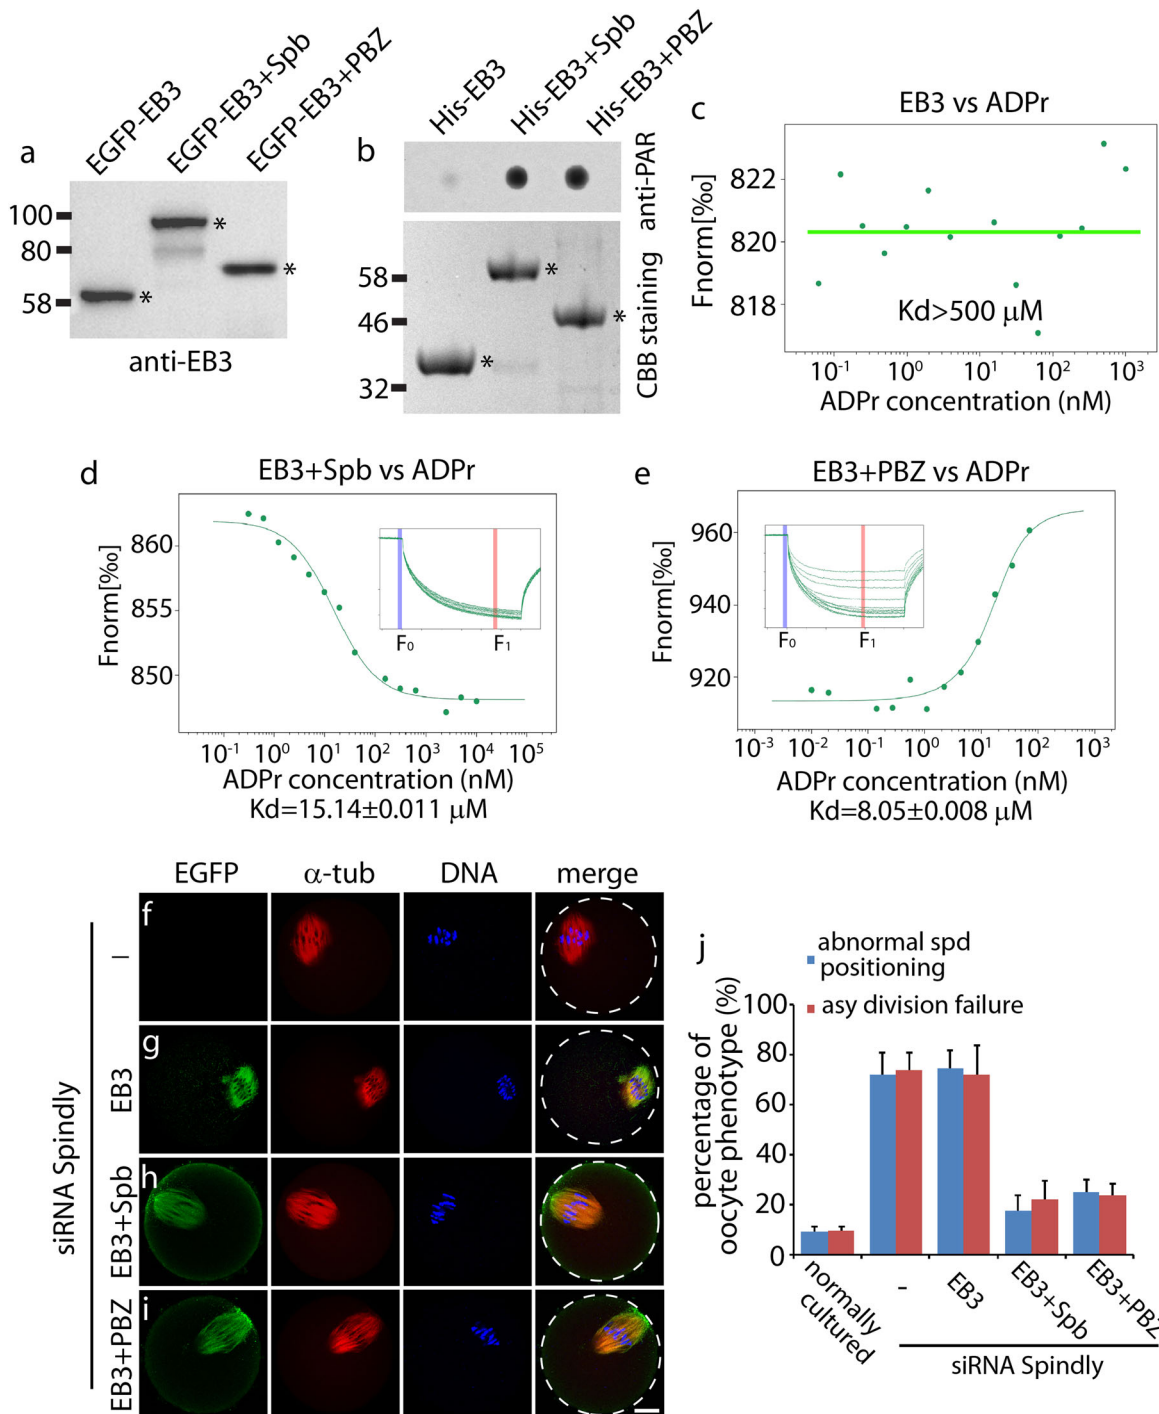 a
EGFP-EB3
EGFP-EB3+Spb
EGFP-EB3+PBZ
100
80
58
*
*
*
anti-EB3
b
His-EB3
His-EB3+Spb
His-EB3+PBZ
anti-PAR
58
46
32
*
*
*
CBB staining
c
EB3 vs ADPr
Fnorm[‰]
822
820
818
Kd>500 μM
10⁻¹ 10⁰ 10¹ 10² 10³
ADPr concentration (nM)
d
EB3+Spb vs ADPr
Fnorm[‰]
860
855
850
F₀ F₁
10⁻¹ 10⁰ 10¹ 10² 10³ 10⁴ 10⁵
ADPr concentration (nM)
Kd=15.14±0.011 μM
e
EB3+PBZ vs ADPr
Fnorm[‰]
960
940
920
F₀ F₁
10⁻³ 10⁻² 10⁻¹ 10⁰ 10¹ 10² 10³
ADPr concentration (nM)
Kd=8.05±0.008 μM
EGFP α-tub DNA merge
siRNA Spindly
f
–
g
EB3
h
EB3+Spb
i
EB3+PBZ
j
abnormal spd
positioning
asy division failure
percentage of
oocyte phenotype (%)
100
80
60
40
20
0
normally
cultured
-
EB3
EB3+Spb
EB3+PBZ
siRNA Spindly